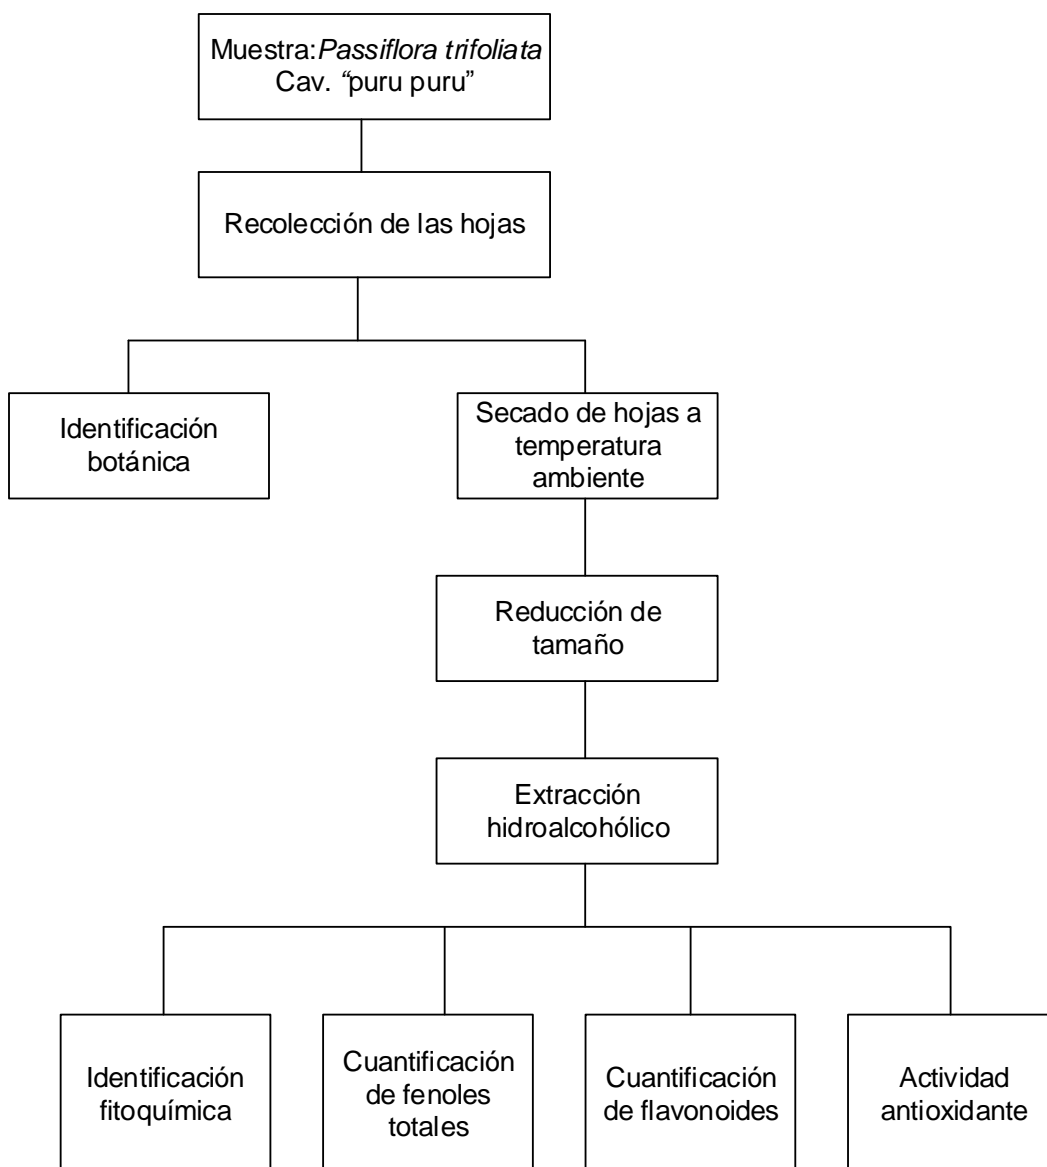 Muestra:Passiflora trifoliata
Cav. “puru puru”
Recolección de las hojas
Identificación
botánica
Secado de hojas a
temperatura
ambiente
Reducción de
tamaño
Extracción
hidroalcohólico
Identificación
fitoquímica
Cuantificación
de fenoles
totales
Cuantificación
de flavonoides
Actividad
antioxidante